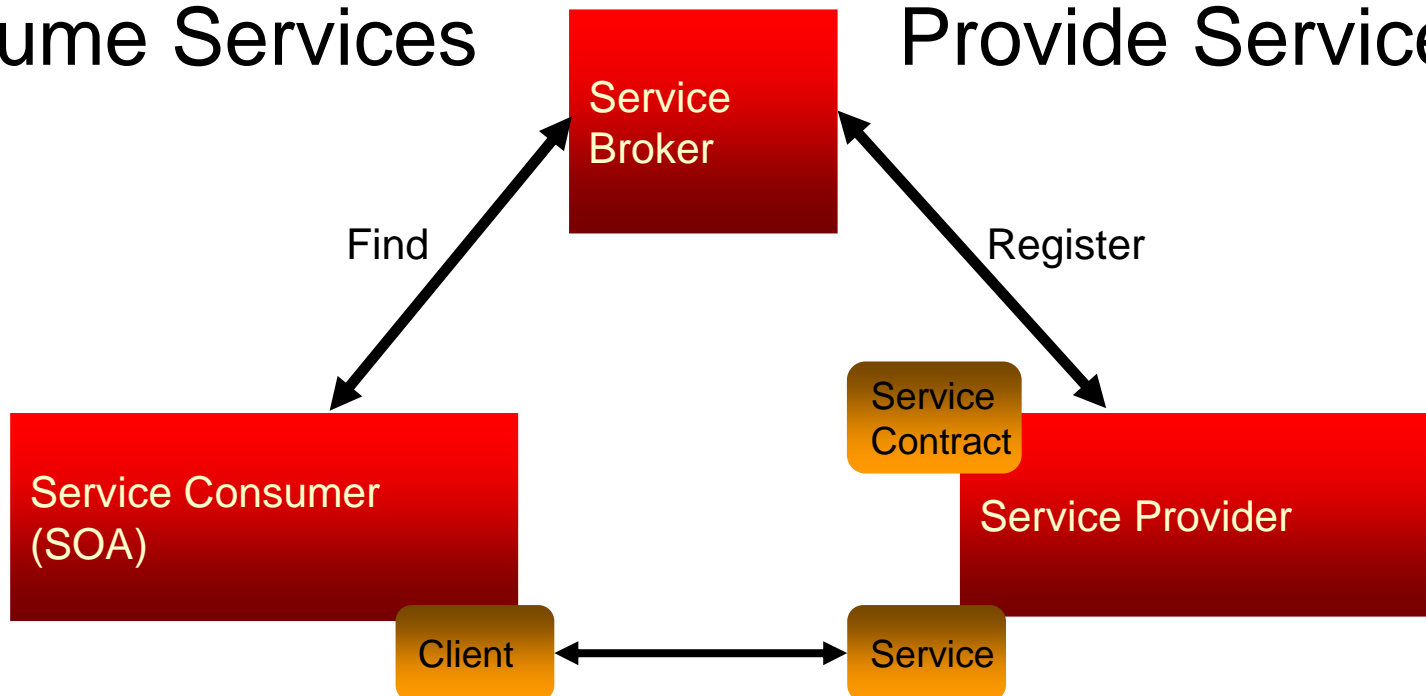 ume Services
Provide Service
Service
Broker
Find
Register
Service
Contract
Service Consumer
(SOA)
Service Provider
Client
Service